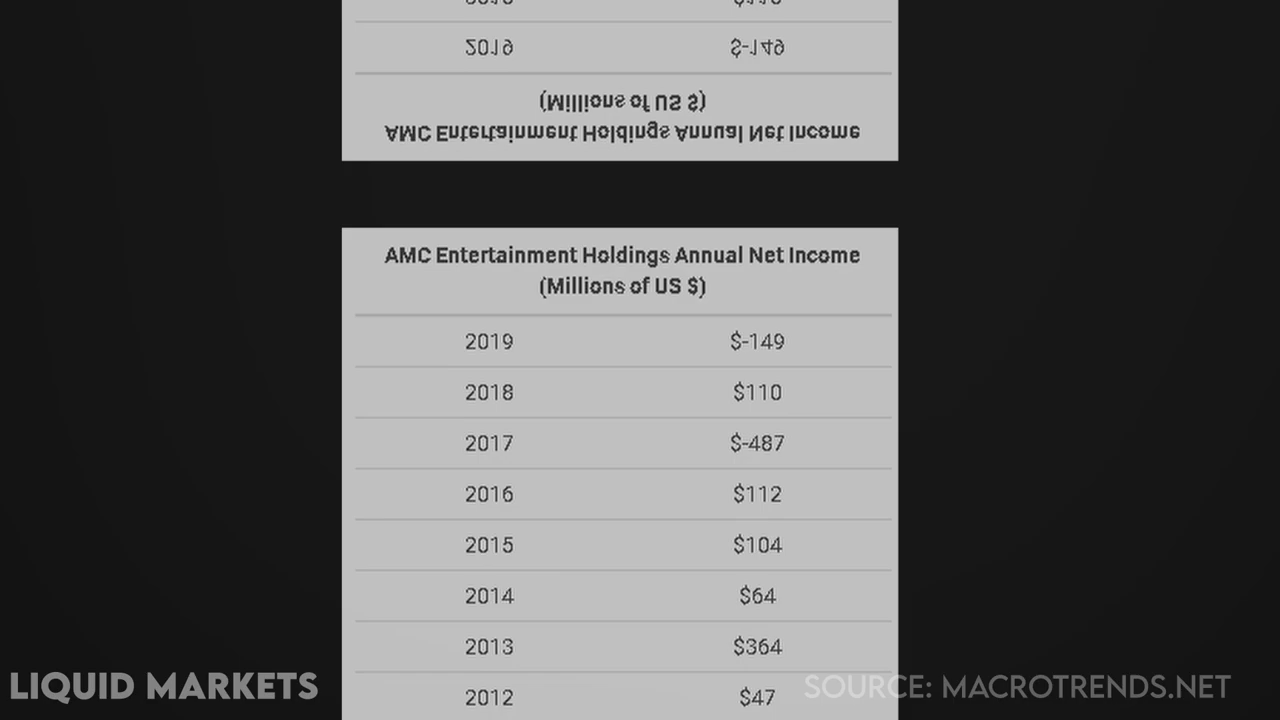 2019 $-149
(Millions of US $)
AMC Entertainment Holdings Annual Net Income
AMC Entertainment Holdings Annual Net Income
(Millions of US $)
2019 $-149
2018 $110
2017 $-487
2016 $112
2015 $104
2014 $64
2013 $364
2012 $47
LIQUID MARKETS
SOURCE: MACROTRENDS.NET